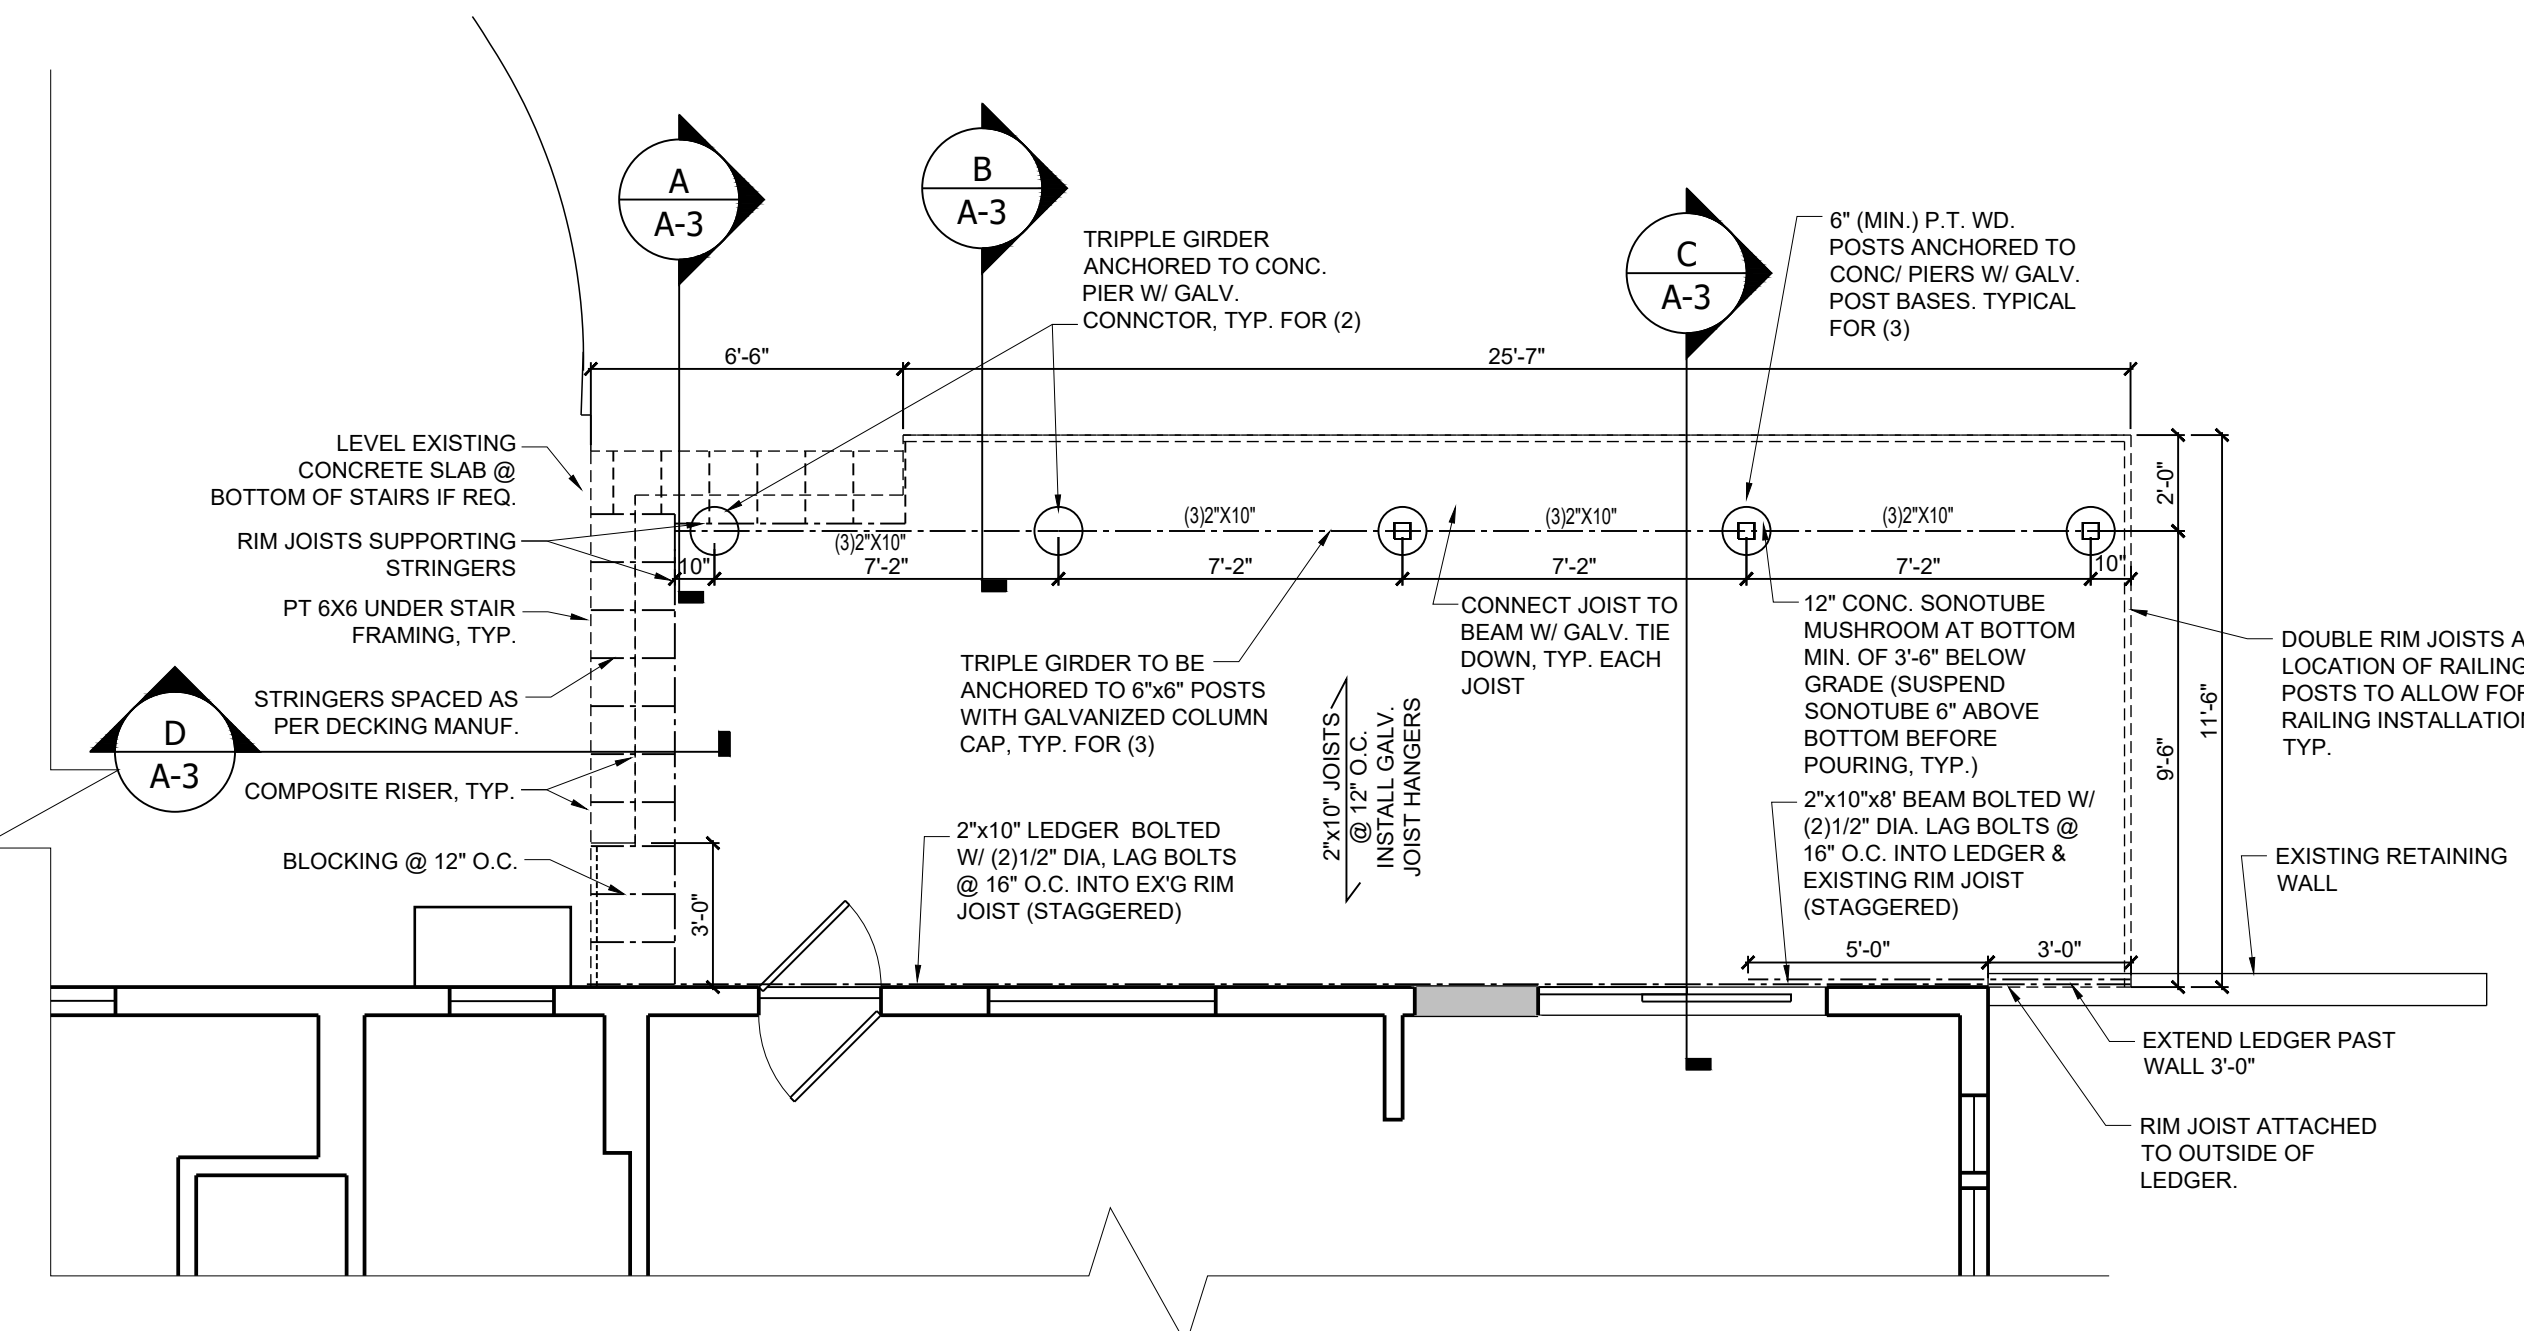 A
A-3
B
A-3
C
A-3
D
A-3
TRIPPLE GIRDER
ANCHORED TO CONC.
PIER W/ GALV.
CONNCTOR, TYP. FOR (2)
6" (MIN.) P.T. WD.
POSTS ANCHORED TO
CONC/ PIERS W/ GALV.
POST BASES. TYPICAL
FOR (3)
6'-6"
25'-7"
LEVEL EXISTING
CONCRETE SLAB @
BOTTOM OF STAIRS IF REQ.
RIM JOISTS SUPPORTING
STRINGERS
PT 6X6 UNDER STAIR
FRAMING, TYP.
STRINGERS SPACED AS
PER DECKING MANUF.
COMPOSITE RISER, TYP.
BLOCKING @ 12" O.C.
(3)2"X10"
(3)2"X10"
(3)2"X10"
(3)2"X10"
10"
7'-2"
7'-2"
7'-2"
7'-2"
10"
2'-0"
9'-6"
11'-6"
CONNECT JOIST TO
BEAM W/ GALV. TIE
DOWN, TYP. EACH
JOIST
TRIPLE GIRDER TO BE
ANCHORED TO 6"x6" POSTS
WITH GALVANIZED COLUMN
CAP, TYP. FOR (3)
12" CONC. SONOTUBE
MUSHROOM AT BOTTOM
MIN. OF 3'-6" BELOW
GRADE (SUSPEND
SONOTUBE 6" ABOVE
BOTTOM BEFORE
POURING, TYP.)
DOUBLE RIM JOISTS A
LOCATION OF RAILING
POSTS TO ALLOW FOR
RAILING INSTALLATION
TYP.
2"x10" JOISTS
@ 12" O.C.
INSTALL GALV.
JOIST HANGERS
2"x10" LEDGER BOLTED
W/ (2)1/2" DIA, LAG BOLTS
@ 16" O.C. INTO EX'G RIM
JOIST (STAGGERED)
2"x10"x8' BEAM BOLTED W/
(2)1/2" DIA. LAG BOLTS @
16" O.C. INTO LEDGER &
EXISTING RIM JOIST
(STAGGERED)
EXISTING RETAINING
WALL
3'-0"
5'-0"
3'-0"
EXTEND LEDGER PAST
WALL 3'-0"
RIM JOIST ATTACHED
TO OUTSIDE OF
LEDGER.